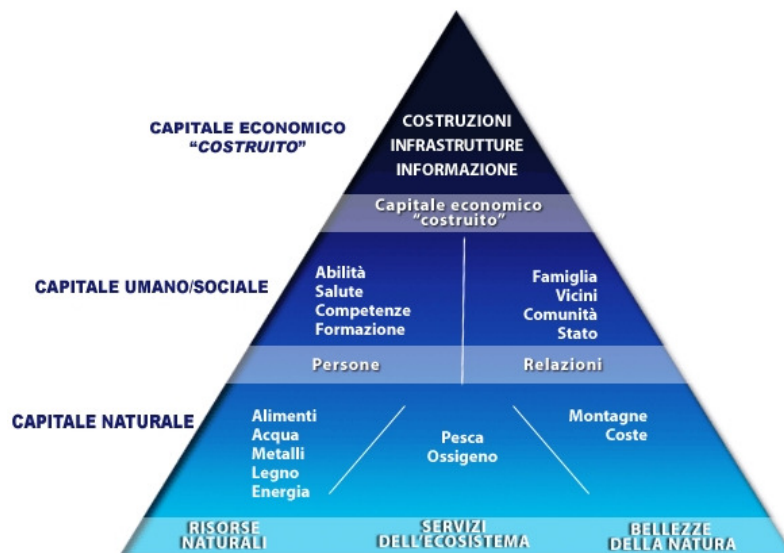 CAPITALE ECONOMICO
“COSTRUITO”
COSTRUZIONI
INFRASTRUTTURE
INFORMAZIONE
Capitale economico
“costruito”
CAPITALE UMANO/SOCIALE
Abilità
Salute
Competenze
Formazione
Famiglia
Vicini
Comunità
Stato
Persone
Relazioni
CAPITALE NATURALE
Alimenti
Acqua
Metalli
Legno
Energia
Pesca
Ossigeno
Montagne
Coste
RISORSE
NATURALI
SERVIZI
DELL'ECOSISTEMA
BELLEZZE
DELLA NATURA